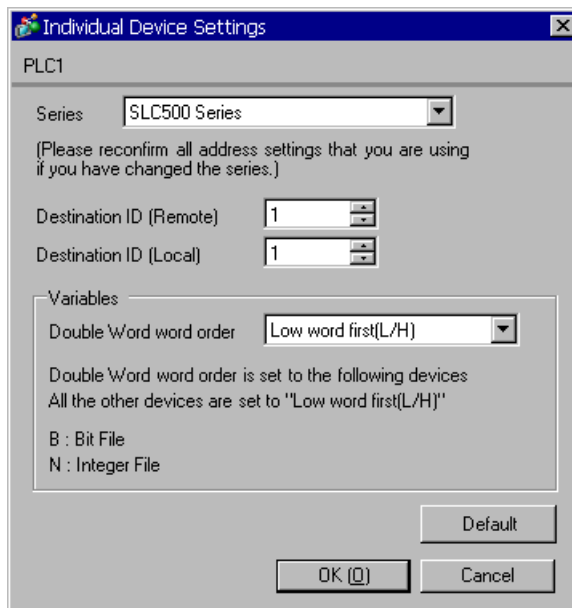 Individual Device Settings
PLC1
Series SLC500 Series
(Please reconfirm all address settings that you are using
if you have changed the series.)
Destination ID (Remote) 1
Destination ID (Local) 1
Variables
Double Word word order Low word first(L/H)
Double Word word order is set to the following devices
All the other devices are set to "Low word first(L/H)"
B : Bit File
N : Integer File
Default
OK (O) Cancel